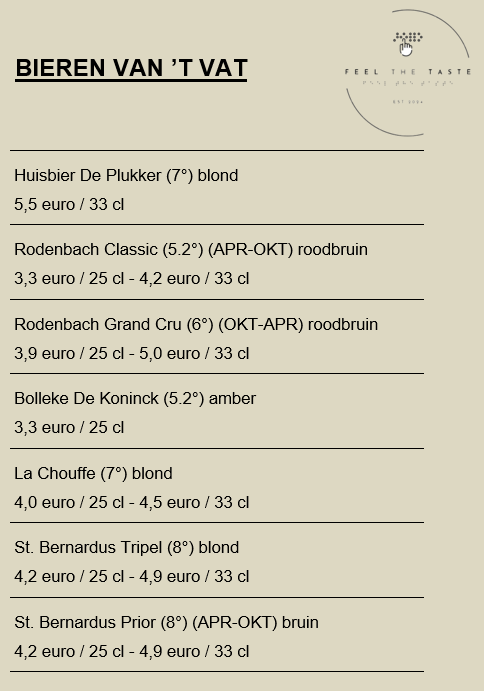 BIEREN VAN ’T VAT
FEEL THE TASTE
Huisbier De Plukker (7°) blond
5,5 euro / 33 cl
Rodenbach Classic (5.2°) (APR-OKT) roodbruin
3,3 euro / 25 cl - 4,2 euro / 33 cl
Rodenbach Grand Cru (6°) (OKT-APR) roodbruin
3,9 euro / 25 cl - 5,0 euro / 33 cl
Bolleke De Koninck (5.2°) amber
3,3 euro / 25 cl
La Chouffe (7°) blond
4,0 euro / 25 cl - 4,5 euro / 33 cl
St. Bernardus Tripel (8°) blond
4,2 euro / 25 cl - 4,9 euro / 33 cl
St. Bernardus Prior (8°) (APR-OKT) bruin
4,2 euro / 25 cl - 4,9 euro / 33 cl